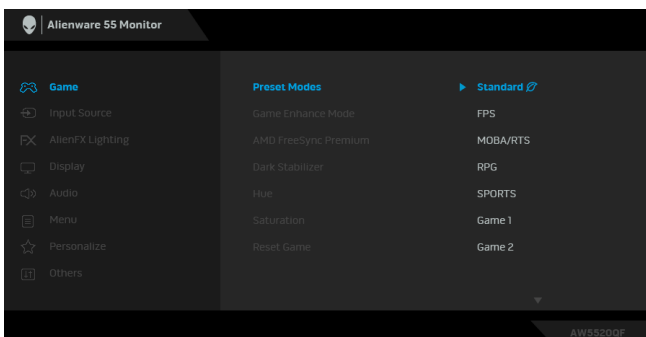 Alienware 55 Monitor
Game
Preset Modes
Standard
Input Source
Game Enhance Mode
FPS
FX
AlienFX Lighting
AMD FreeSync Premium
MOBA/RTS
Display
Dark Stabilizer
RPG
Audio
Hue
SPORTS
Menu
Saturation
Game 1
Personalize
Reset Game
Game 2
Others
AW5520QF